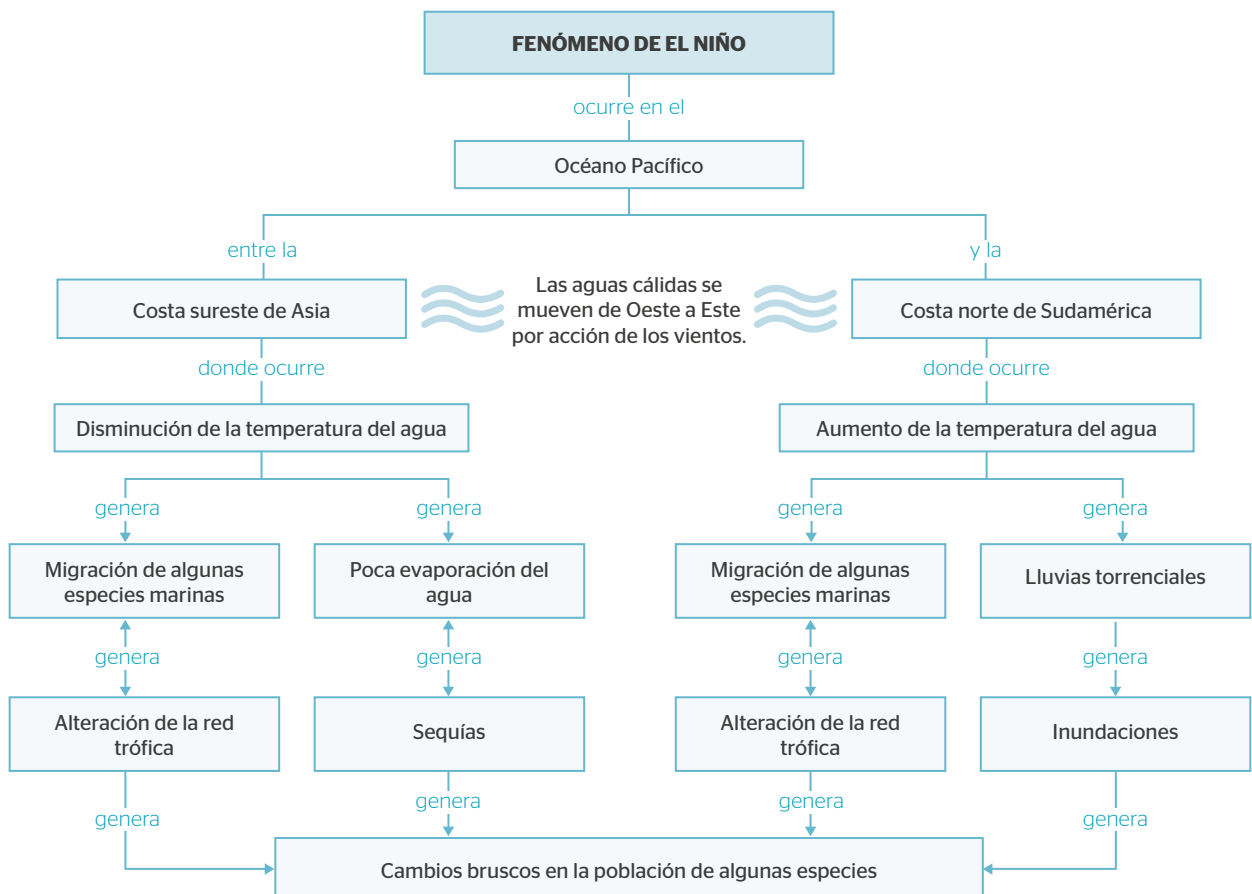 FENÓMENO DE EL NIÑO
ocurre en el
Océano Pacífico
entre la
y la
Costa sureste de Asia
Las aguas cálidas se
mueven de Oeste a Este
por acción de los vientos.
Costa norte de Sudamérica
donde ocurre
donde ocurre
Disminución de la temperatura del agua
Aumento de la temperatura del agua
genera
genera
genera
genera
Migración de algunas
especies marinas
Poca evaporación del
agua
Migración de algunas
especies marinas
Lluvias torrenciales
genera
genera
genera
genera
Alteración de la red
trófica
Sequías
Alteración de la red
trófica
Inundaciones
genera
genera
genera
genera
Cambios bruscos en la población de algunas especies